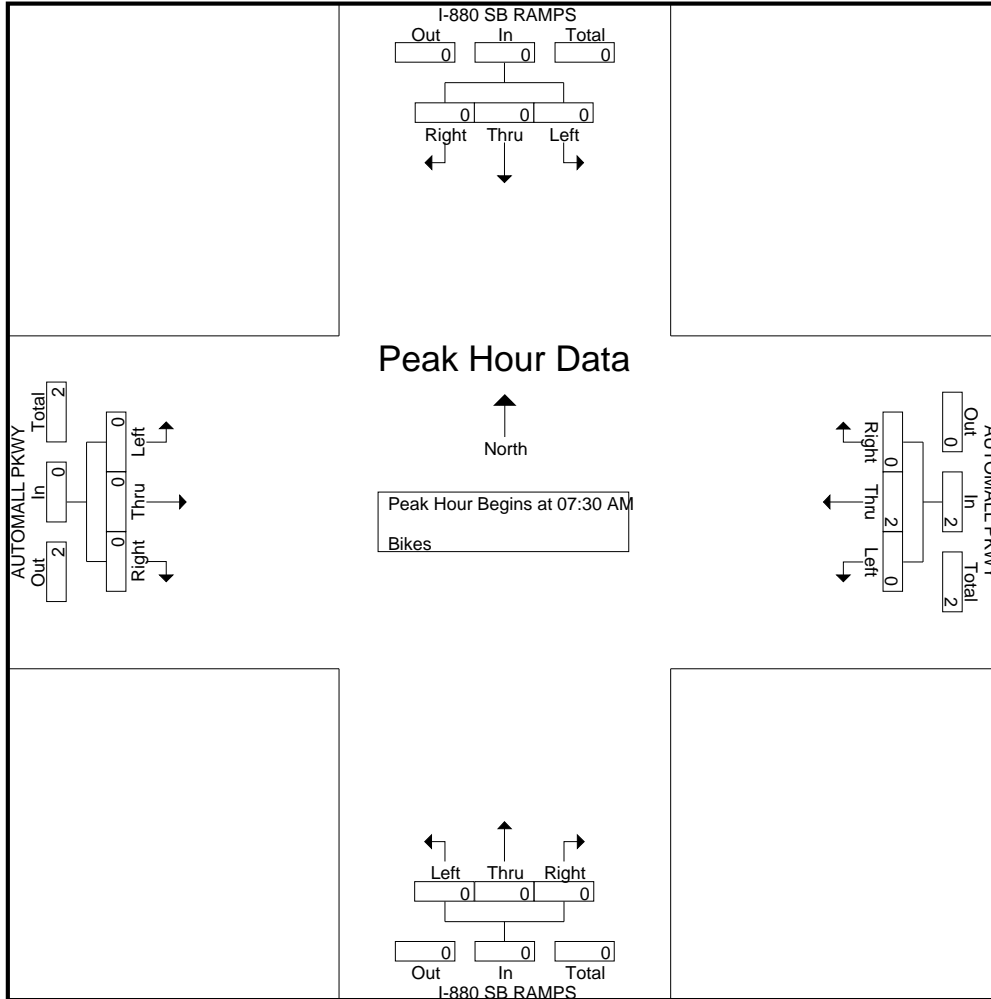 I-880 SB RAMPS
Out In Total
0 0 0
0 0 0
Right Thru Left
Peak Hour Data
North
Peak Hour Begins at 07:30 AM
Bikes
AUTOMALL PKWY
Out In Total
2 0 2
0 0 0
Right Thru Left
AUTOMALL PKWY
Out In Total
0 2 2
0 2 0
Right Thru Left
Left Thru Right
0 0 0
0 0 0
Out In Total
I-880 SB RAMPS